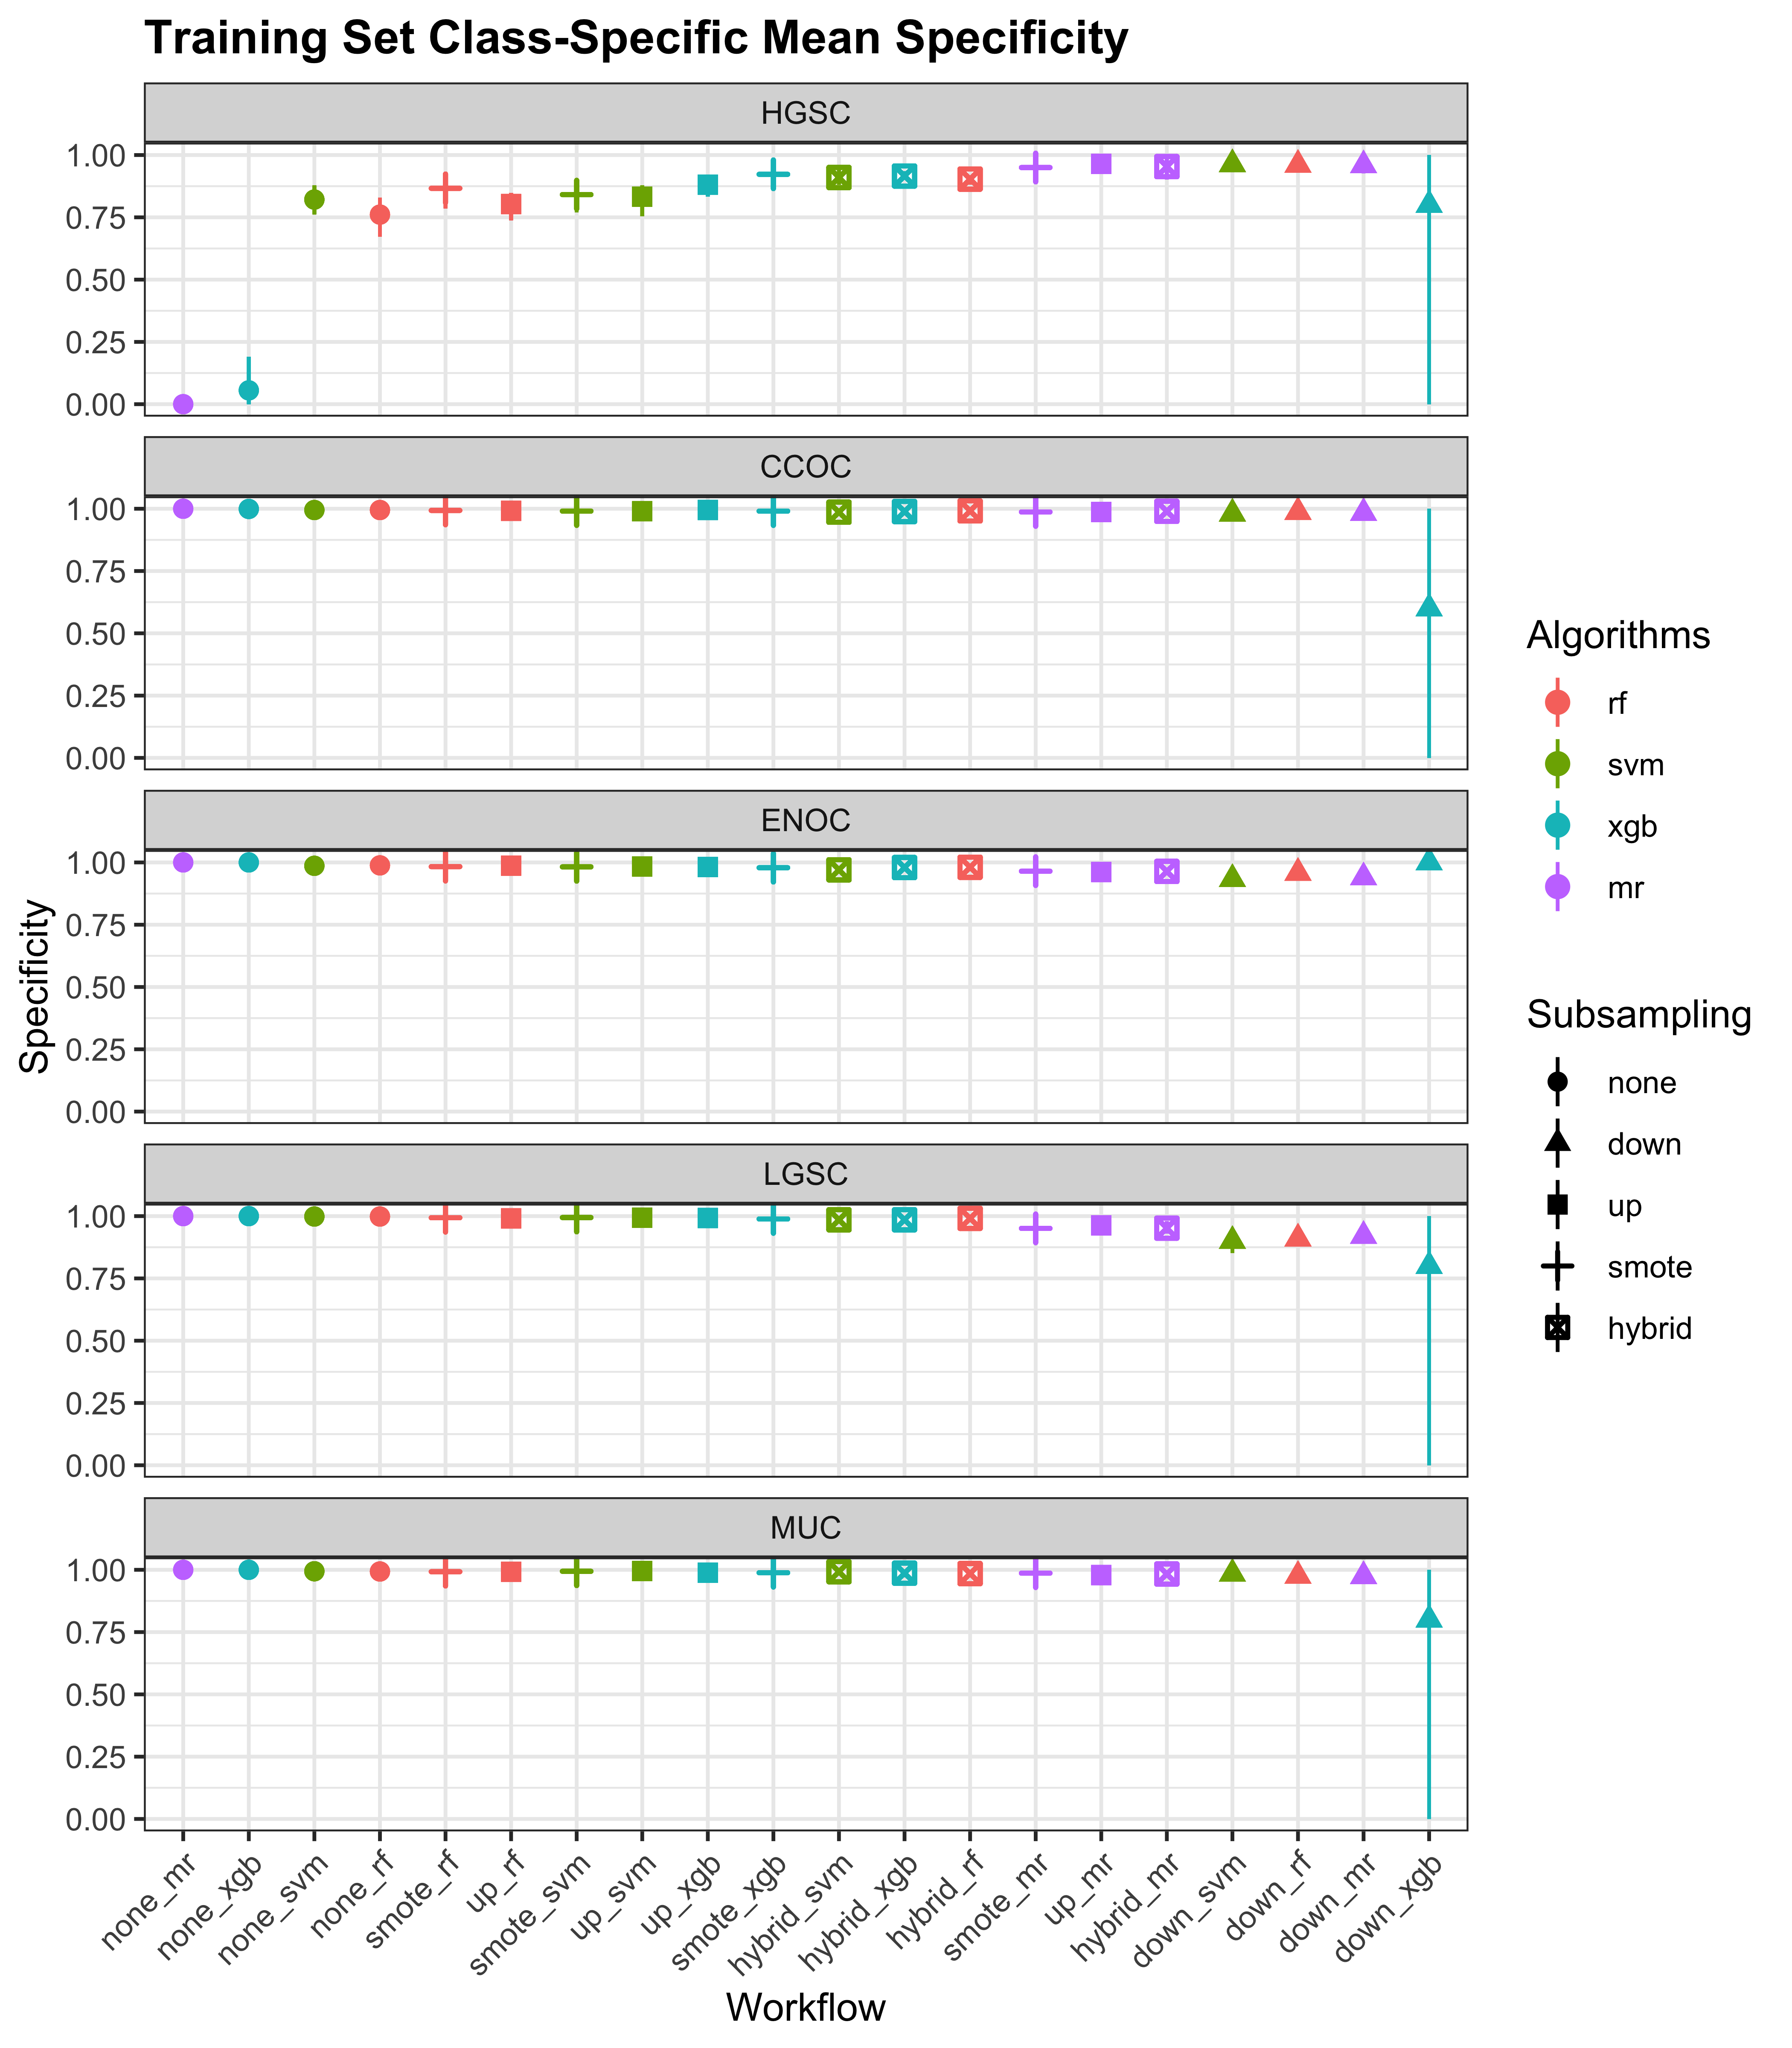 Training Set Class-Specific Mean Specificity
HGSC
1.00
0.75
0.50
0.25
0.00
CCOC
1.00
0.75
0.50
0.25
0.00
ENOC
1.00
0.75
0.50
0.25
0.00
LGSC
1.00
0.75
0.50
0.25
0.00
MUC
1.00
0.75
0.50
0.25
0.00
Specificity
none_mr
none_xgb
none_svm
none_rf
smote_rf
up_rf
smote_svm
up_svm
up_xgb
smote_xgb
hybrid_svm
hybrid_xgb
hybrid_rf
smote_mr
up_mr
hybrid_mr
down_svm
down_rf
down_mr
down_xgb
Workflow
Algorithms
rf
svm
xgb
mr
Subsampling
none
down
up
smote
hybrid